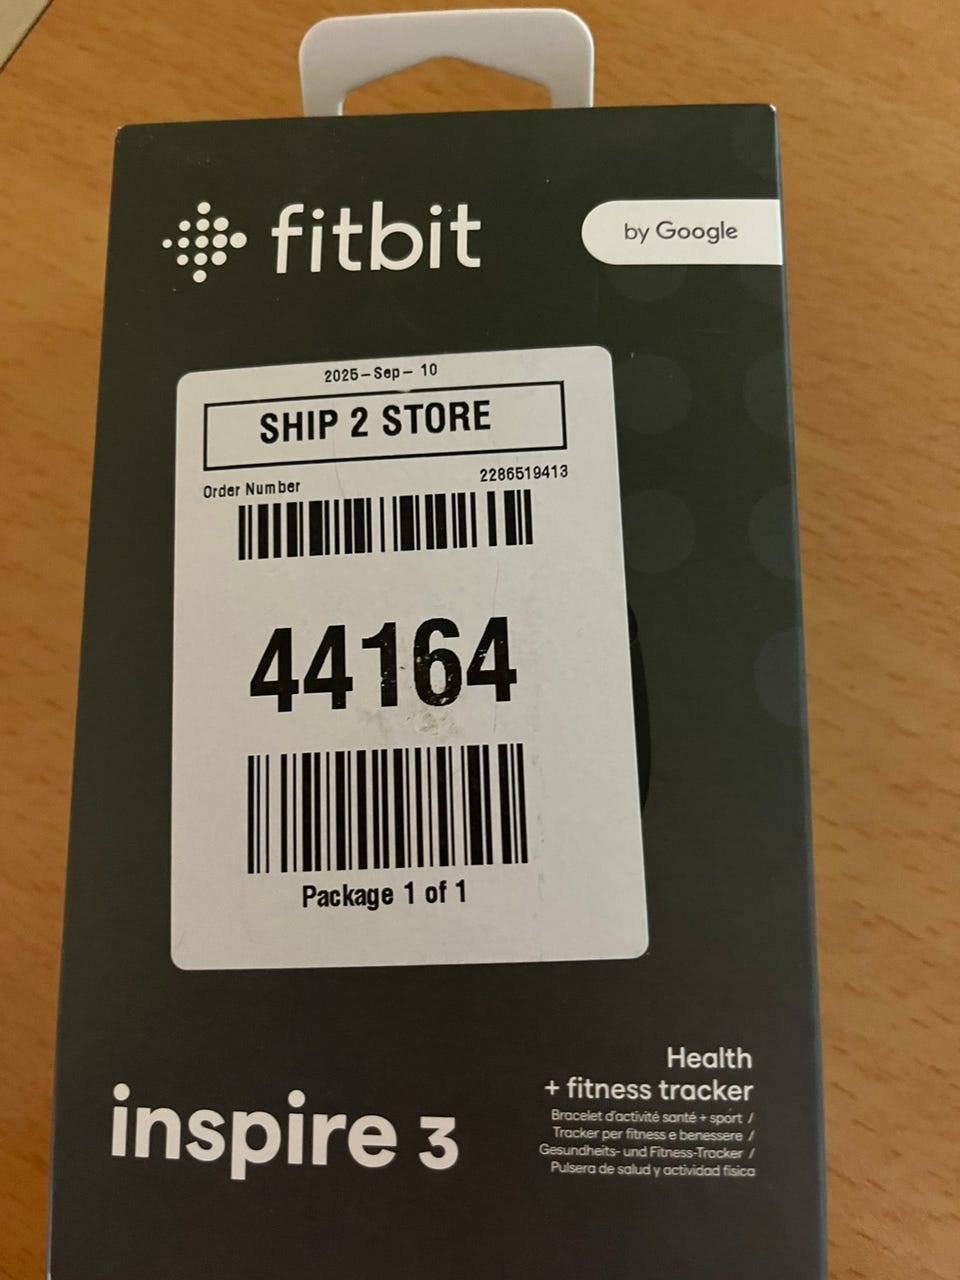 fitbit
by Google
2025-Sep- 10
SHIP 2 STORE
Order Number 2286519413
44164
Package 1 of 1
inspire 3
Health
+ fitness tracker
Bracelet d'activité santé + sport /
Tracker per fitness e benessere /
Gesundheits- und Fitness-Tracker /
Pulsera de salud y actividad física